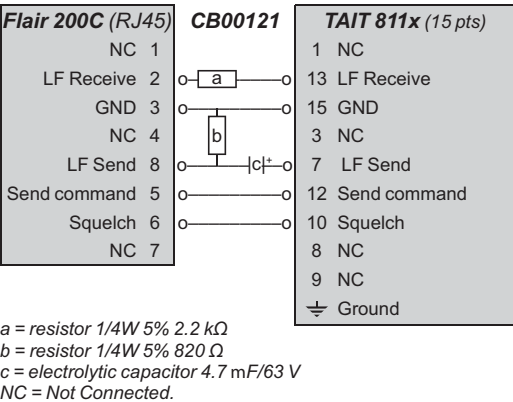 Flair 200C (RJ45) CB00121 TAIT 811x (15 pts)
NC 1 1 NC
LF Receive 2 o a o 13 LF Receive
GND 3 o o 15 GND
NC 4 b 3 NC
LF Send 8 o c + o 7 LF Send
Send command 5 o o 12 Send command
Squelch 6 o o 10 Squelch
NC 7 8 NC
9 NC
Ground
a = resistor 1/4W 5% 2.2 kΩ
b = resistor 1/4W 5% 820 Ω
c = electrolytic capacitor 4.7 mF/63 V
NC = Not Connected.